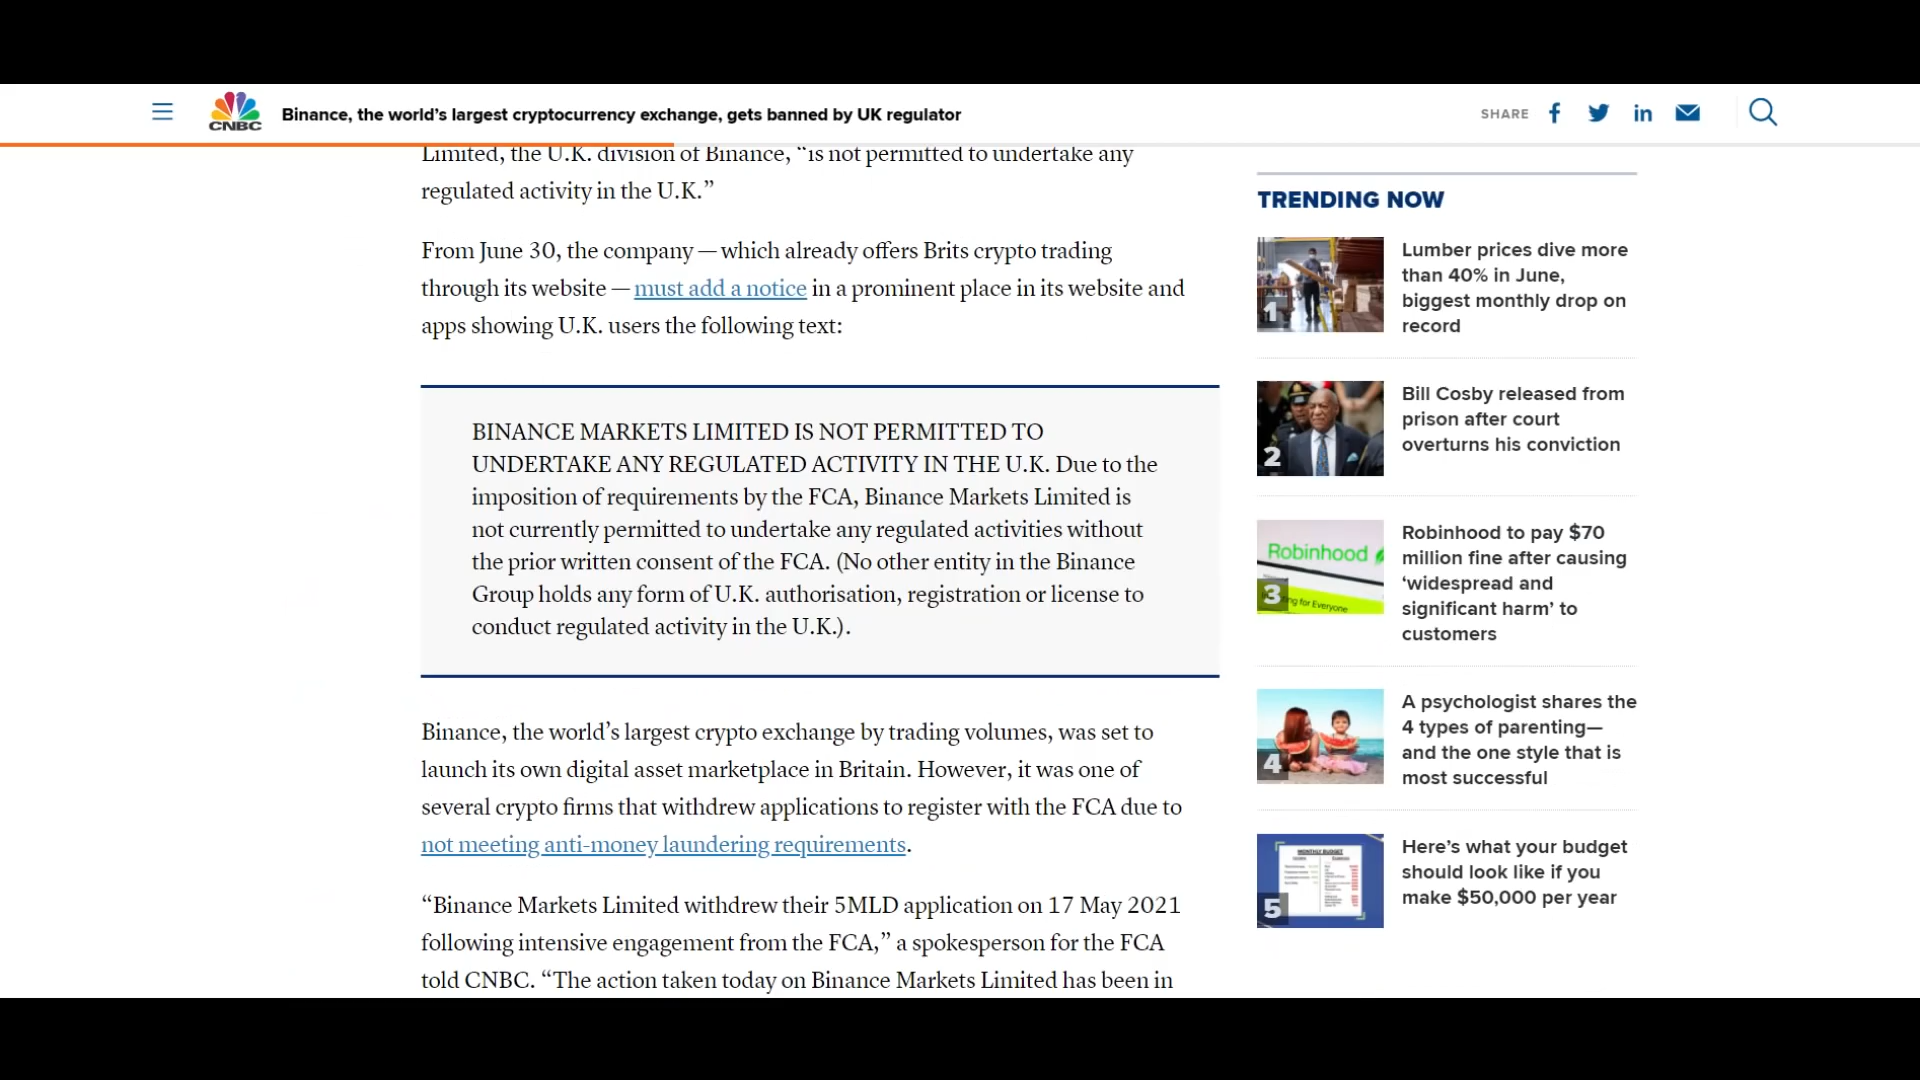 CNBC
Binance, the world’s largest cryptocurrency exchange, gets banned by UK regulator
SHARE
Limited, the U.K. division of Binance, “is not permitted to undertake any
regulated activity in the U.K.”
From June 30, the company — which already offers Brits crypto trading
through its website — must add a notice in a prominent place in its website and
apps showing U.K. users the following text:
BINANCE MARKETS LIMITED IS NOT PERMITTED TO
UNDERTAKE ANY REGULATED ACTIVITY IN THE U.K. Due to the
imposition of requirements by the FCA, Binance Markets Limited is
not currently permitted to undertake any regulated activities without
the prior written consent of the FCA. (No other entity in the Binance
Group holds any form of U.K. authorisation, registration or license to
conduct regulated activity in the U.K.).
Binance, the world’s largest crypto exchange by trading volumes, was set to
launch its own digital asset marketplace in Britain. However, it was one of
several crypto firms that withdrew applications to register with the FCA due to
not meeting anti-money laundering requirements.
“Binance Markets Limited withdrew their 5MLD application on 17 May 2021
following intensive engagement from the FCA,” a spokesperson for the FCA
told CNBC. “The action taken today on Binance Markets Limited has been in
TRENDING NOW
1
Lumber prices dive more
than 40% in June,
biggest monthly drop on
record
2
Bill Cosby released from
prison after court
overturns his conviction
Robinhood
ng for Everyone
3
Robinhood to pay $70
million fine after causing
‘widespread and
significant harm’ to
customers
4
A psychologist shares the
4 types of parenting—
and the one style that is
most successful
MONTHLY BUDGET
5
Here’s what your budget
should look like if you
make $50,000 per year